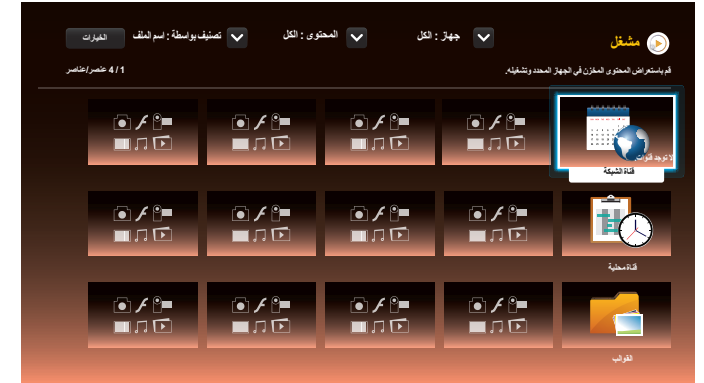 مشغل
جهاز : الكل
المحتوى : الكل
تصنيف بواسطة : اسم الملف
الخيارات
قم باستعراض المحتوى المخزن في الجهاز المحدد وتشغيله.
1 / 4 عنصر/عناصر
لا توجد قنوات.
قناة الشبكة
قناة محلية
القوالب